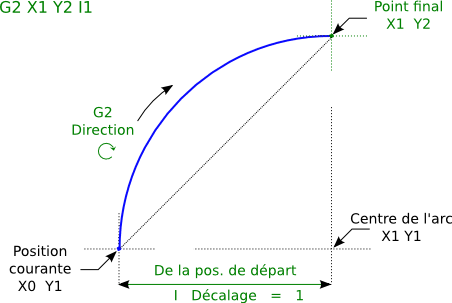 G2 X1 Y2 I1
Point final
X1 Y2
G2
Direction
Centre de l'arc
X1 Y1
Position
courante
X0 Y1
De la pos. de départ
I Décalage = 1